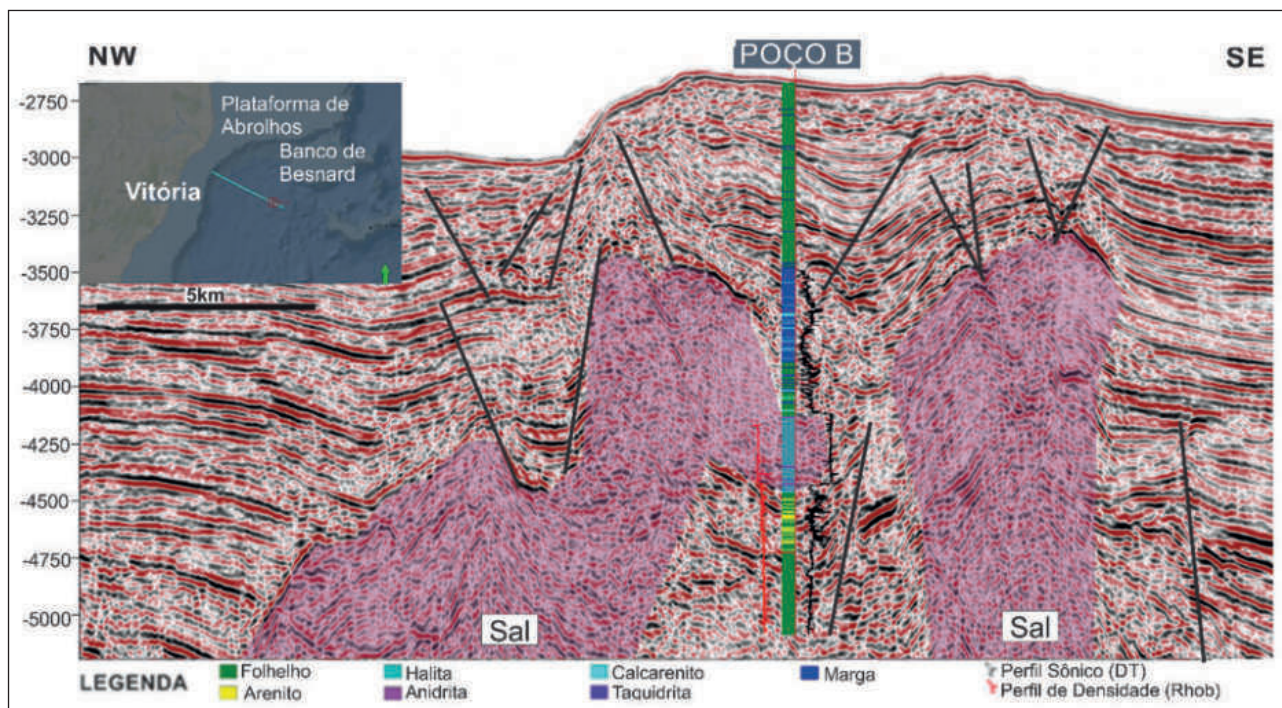 NW
POÇO B
SE
Plataforma de
Abrolhos
Banco de
Besnard
Vitória
5km
-2750
-3000
-3250
-3500
-3750
-4000
-4250
-4500
-4750
-5000
Sal
Sal
LEGENDA
Folhelho
Halita
Calcarenito
Marga
Perfil Sônico (DT)
Arenito
Anidrita
Taquidrita
Perfil de Densidade (Rhob)